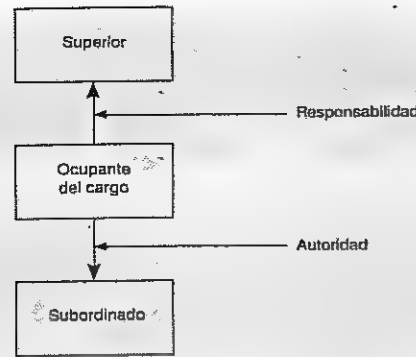 Superior
Responsabilidad
Ocupante
del cargo
Autoridad
Subordinado